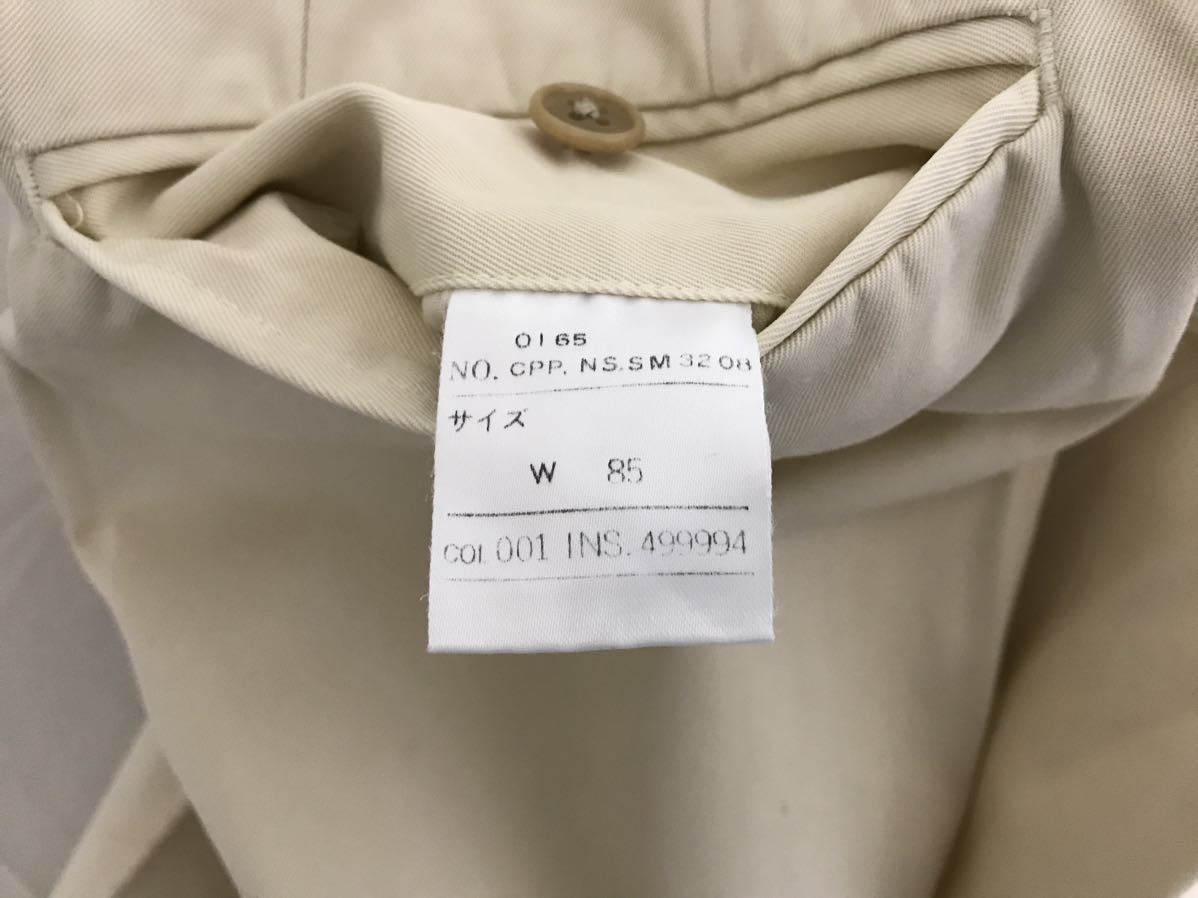 0165
NO. CPP. NS.SM 32 08
サイズ
W 85
COL 001 INS. 499994